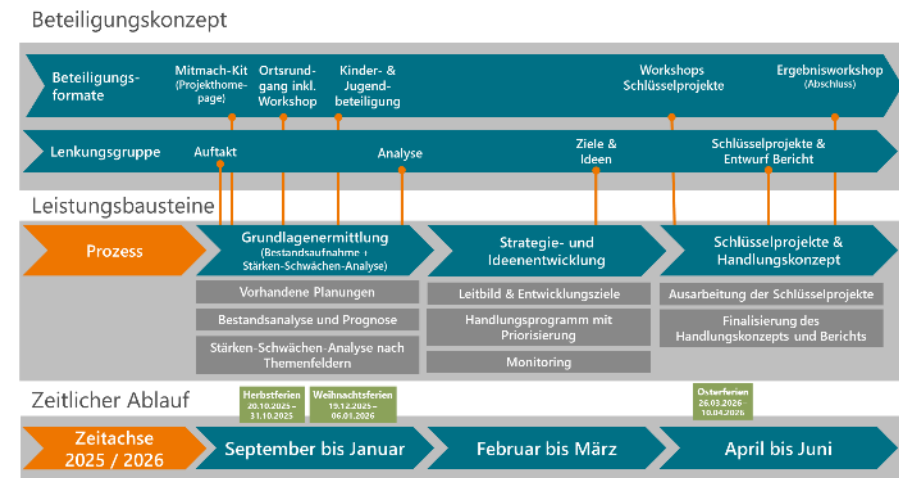 Beteiligungskonzept
Beteiligungs-
formate
Mitmach-Kit
(Projekthome-
page)
Ortsrund-
gang inkl.
Workshop
Kinder- &
Jugend-
beteiligung
Workshops
Schlüsselprojekte
Ergebnisworkshop
(Abschluss)
Lenkungsgruppe
Auftakt
Analyse
Ziele &
Ideen
Schlüsselprojekte &
Entwurf Bericht
Leistungsbausteine
Prozess
Grundlagenermittlung
(Bestandsaufnahme +
Stärken-Schwächen-Analyse)
Strategie- und
Ideenentwicklung
Schlüsselprojekte &
Handlungskonzept
Vorhandene Planungen
Bestandsanalyse und Prognose
Stärken-Schwächen-Analyse nach
Themenfeldern
Leitbild & Entwicklungsziele
Handlungsprogramm mit
Priorisierung
Monitoring
Ausarbeitung der Schlüsselprojekte
Finalisierung des
Handlungskonzepts und Berichts
Zeitlicher Ablauf
Herbstferien
20.10.2025 –
31.10.2025
Weihnachtsferien
19.12.2025 –
06.01.2026
Osterferien
26.03.2026 –
10.04.2026
Zeitachse
2025 / 2026
September bis Januar
Februar bis März
April bis Juni